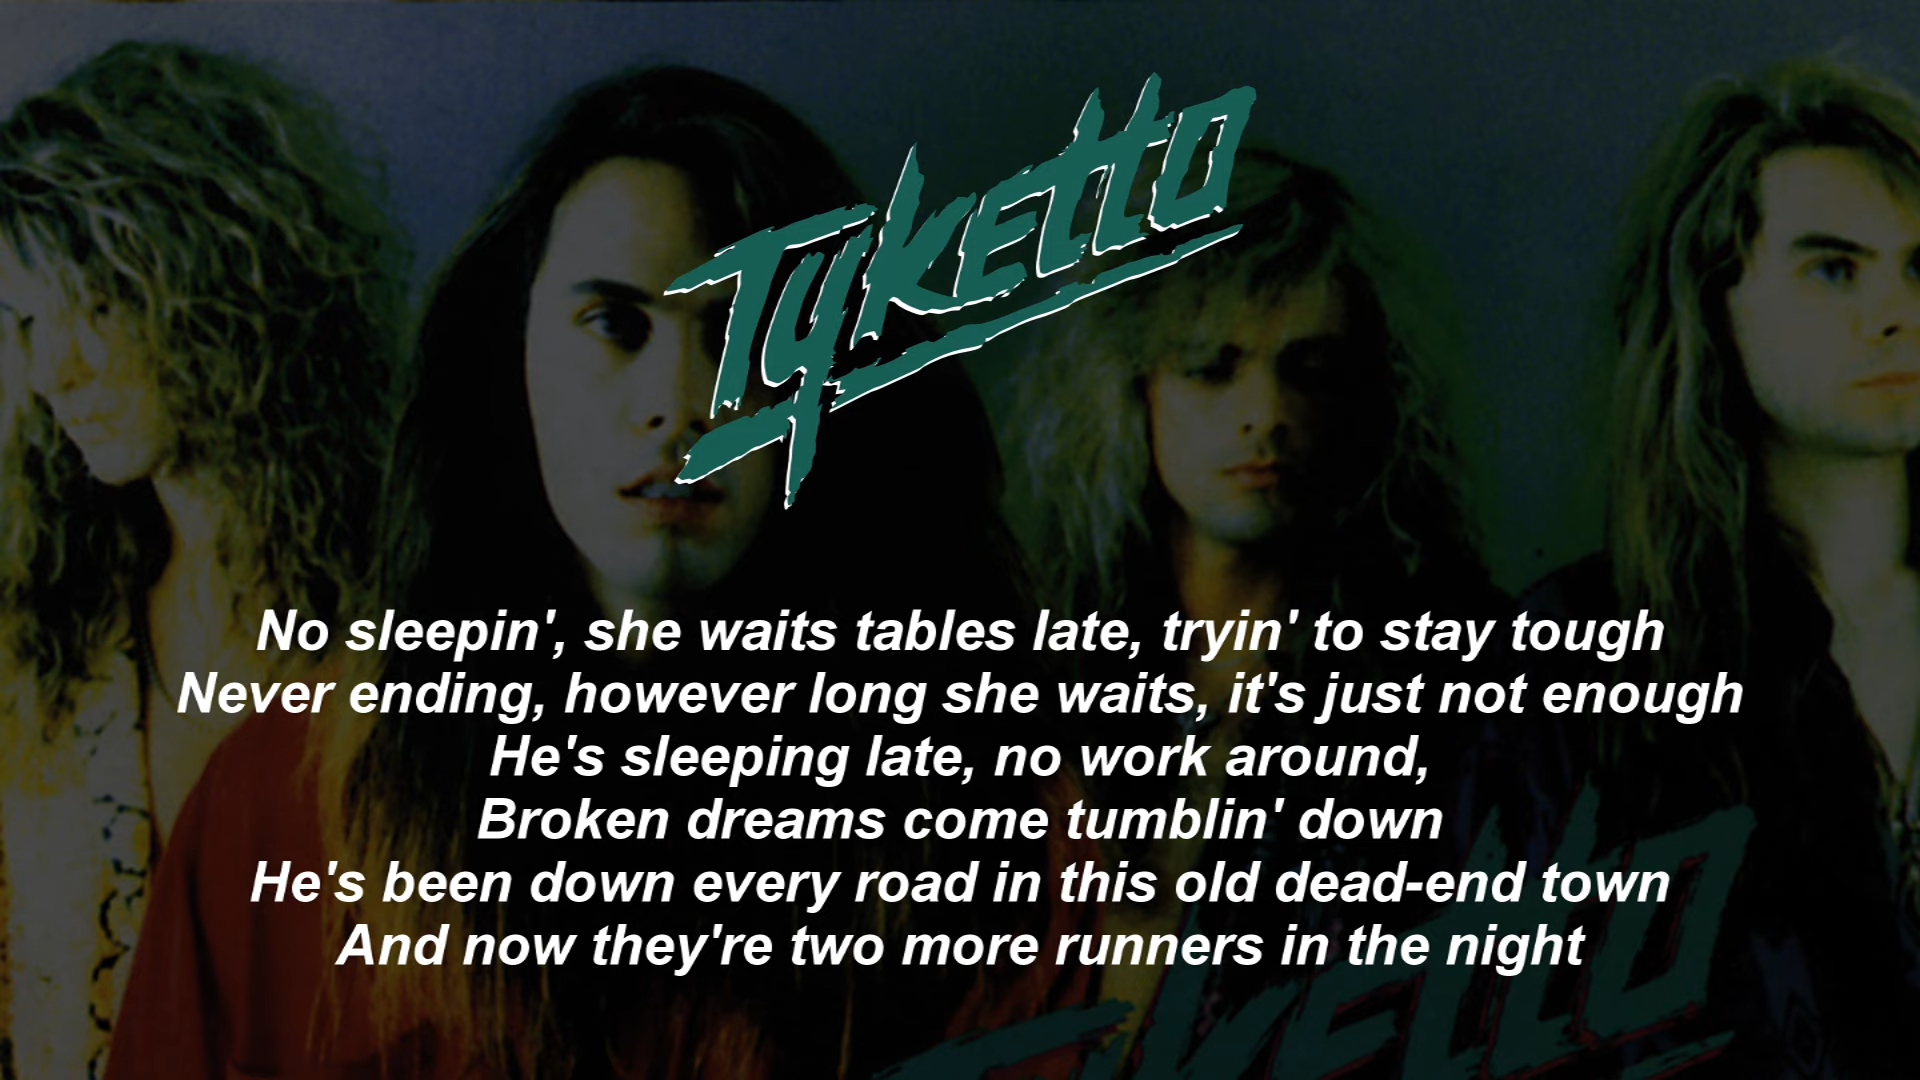 Tyketto
No sleepin', she waits tables late, tryin' to stay tough
Never ending, however long she waits, it's just not enough
He's sleeping late, no work around,
Broken dreams come tumblin' down
He's been down every road in this old dead-end town
And now they're two more runners in the night
Tyketto